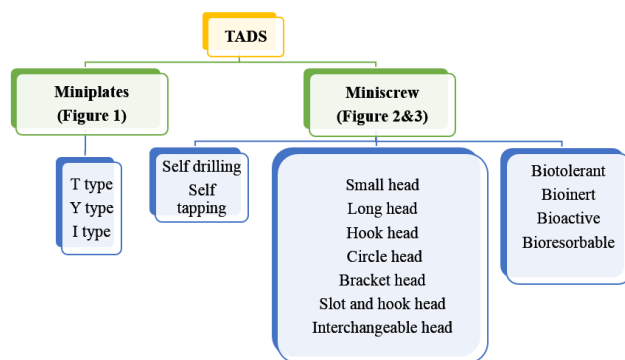 TADS
Miniplates
(Figure 1)
Miniscrew
(Figure 2&3)
T type
Y type
I type
Self drilling
Self
tapping
Small head
Long head
Hook head
Circle head
Bracket head
Slot and hook head
Interchangeable head
Biotolerant
Bioinert
Bioactive
Bioresorbable